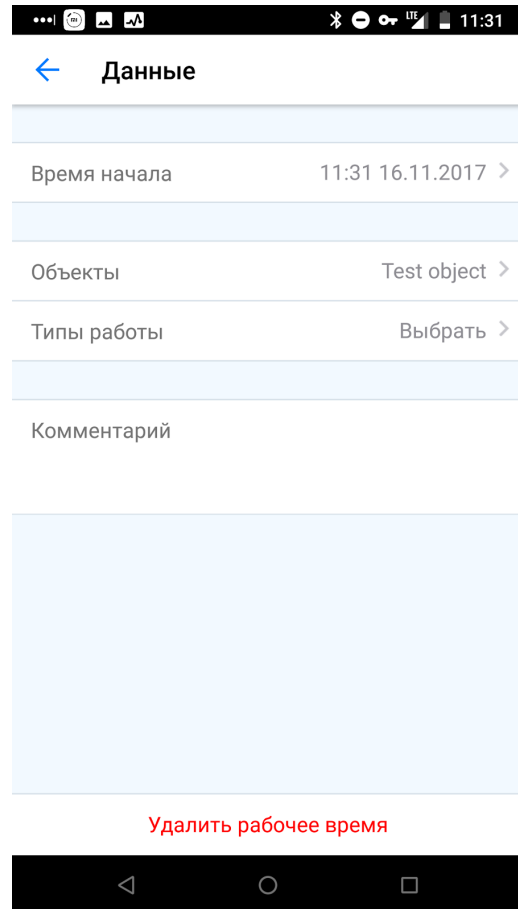 LTE 11:31
Данные
Время начала 11:31 16.11.2017
Объекты Test object
Типы работы Выбрать
Комментарий
Удалить рабочее время